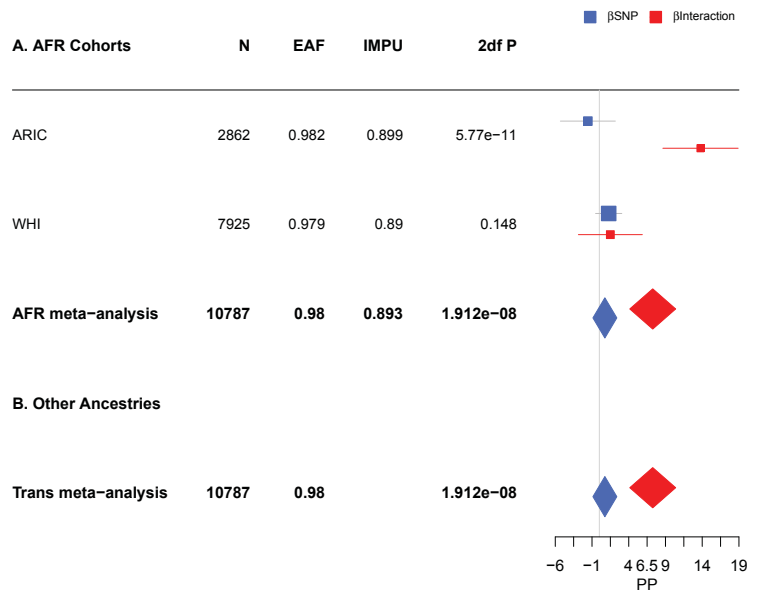 βSNP βInteraction
A. AFR Cohorts N EAF IMPU 2df P
ARIC 2862 0.982 0.899 5.77e−11
WHI 7925 0.979 0.89 0.148
AFR meta−analysis 10787 0.98 0.893 1.912e−08
B. Other Ancestries
Trans meta−analysis 10787 0.98 1.912e−08
−6 −1 4 6.5 9 14 19
PP